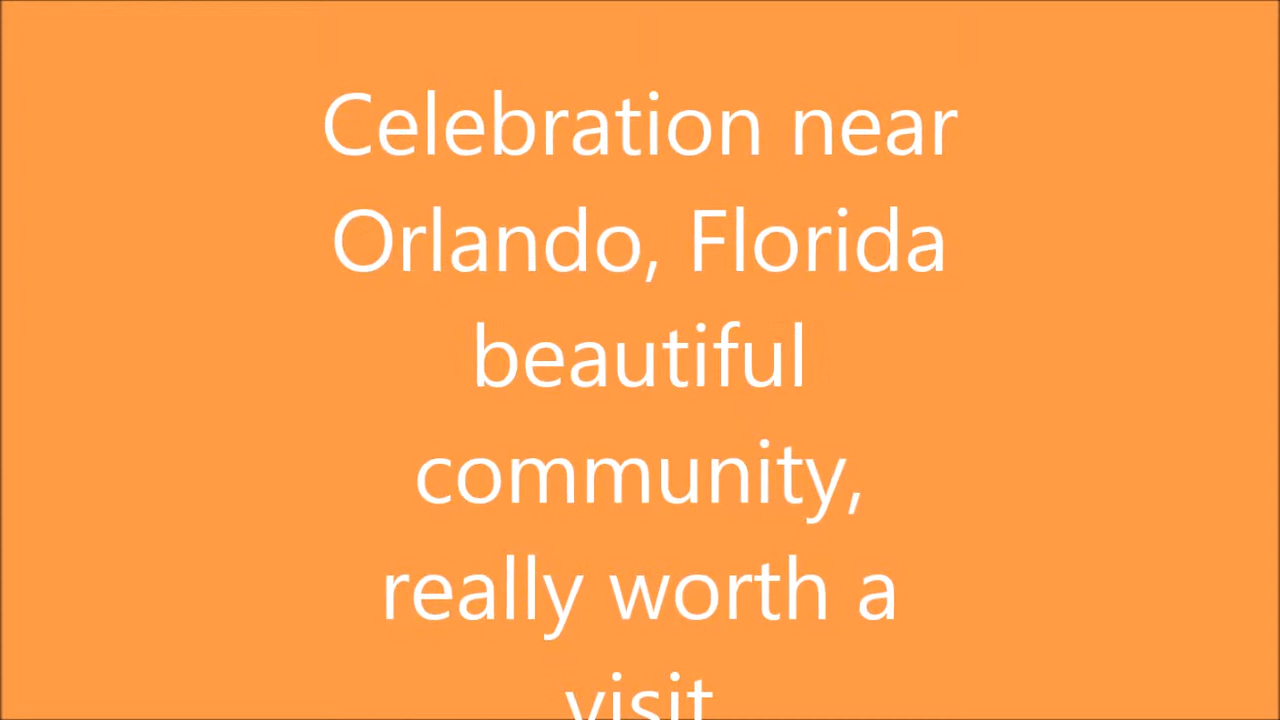 Celebration near
Orlando, Florida
beautiful
community,
really worth a
visit